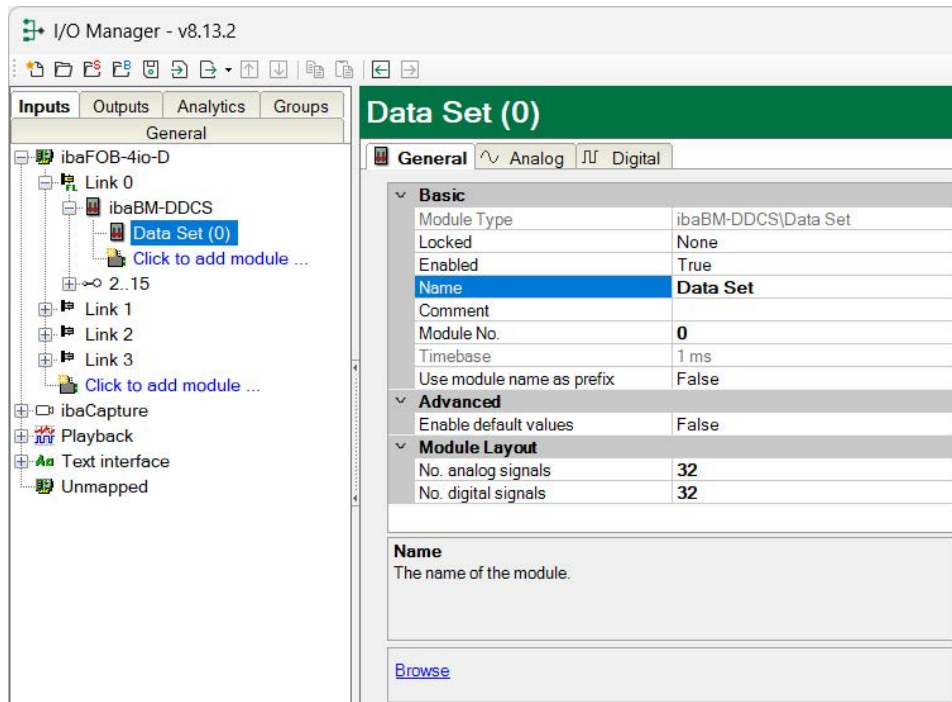 I/O Manager - v8.13.2
Inputs Outputs Analytics Groups
General
ibaFOB-4io-D
Link 0
ibaBM-DDCS
Data Set (0)
Click to add module ...
2..15
Link 1
Link 2
Link 3
Click to add module ...
ibaCapture
Playback
Text interface
Unmapped
Data Set (0)
General Analog Digital
Basic
Module Type ibaBM-DDCS\Data Set
Locked None
Enabled True
Name Data Set
Comment
Module No. 0
Timebase 1 ms
Use module name as prefix False
Advanced
Enable default values False
Module Layout
No. analog signals 32
No. digital signals 32
Name
The name of the module.
Browse